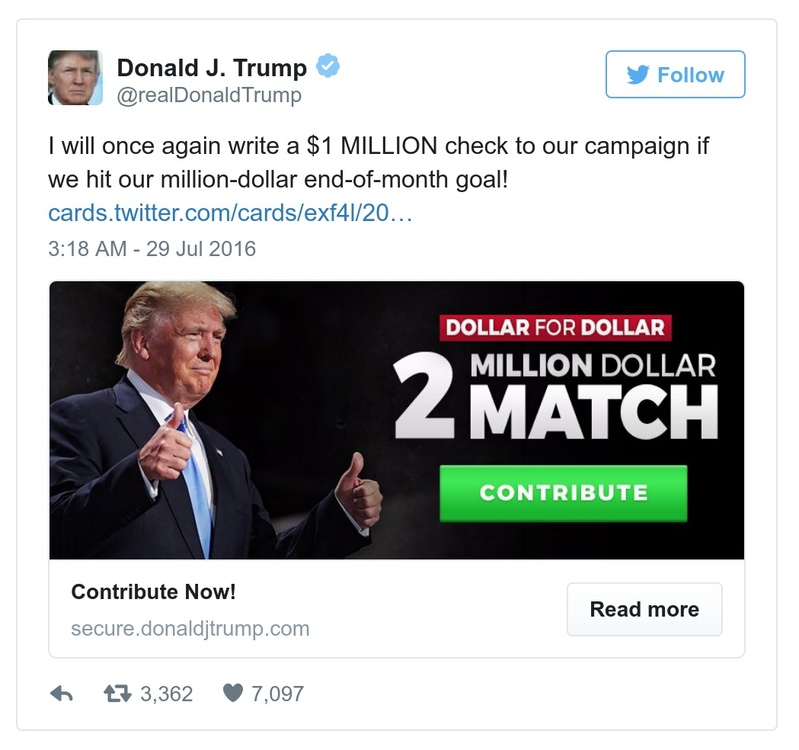 Donald J. Trump
@realDonaldTrump
Follow
I will once again write a $1 MILLION check to our campaign if
we hit our million-dollar end-of-month goal!
cards.twitter.com/cards/exf4l/20…
3:18 AM - 29 Jul 2016
DOLLAR FOR DOLLAR
2 MILLION DOLLAR
MATCH
CONTRIBUTE
Contribute Now!
secure.donaldjtrump.com
Read more
3,362 7,097